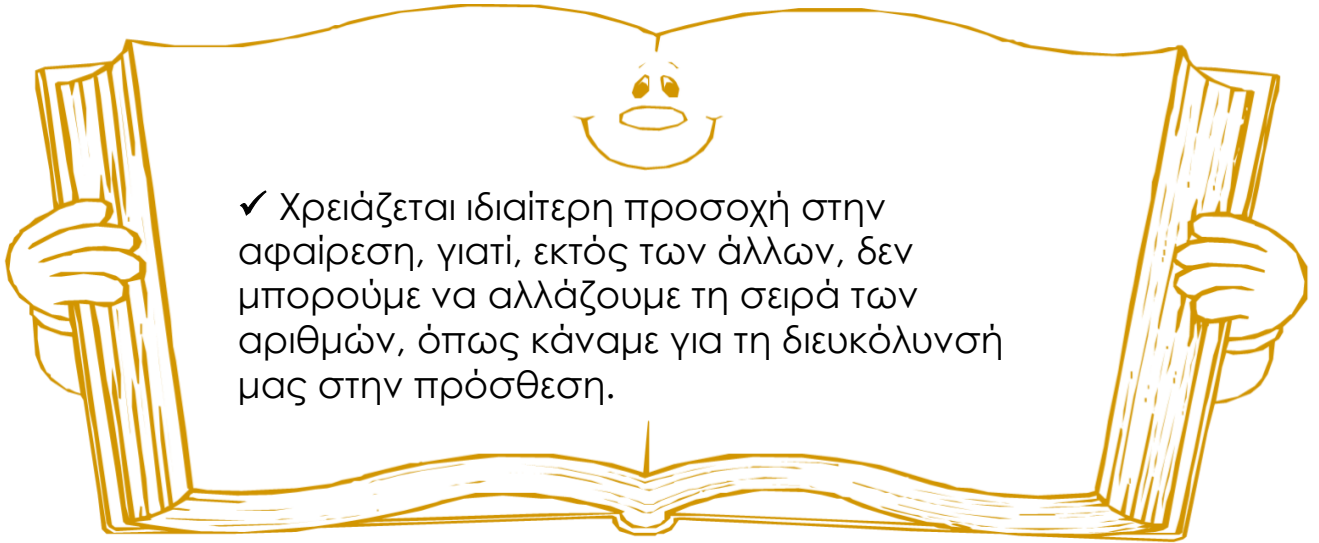 ✓ Χρειάζεται ιδιαίτερη προσοχή στην
αφαίρεση, γιατί, εκτός των άλλων, δεν
μπορούμε να αλλάζουμε τη σειρά των
αριθμών, όπως κάναμε για τη διευκόλυνσή
μας στην πρόσθεση.